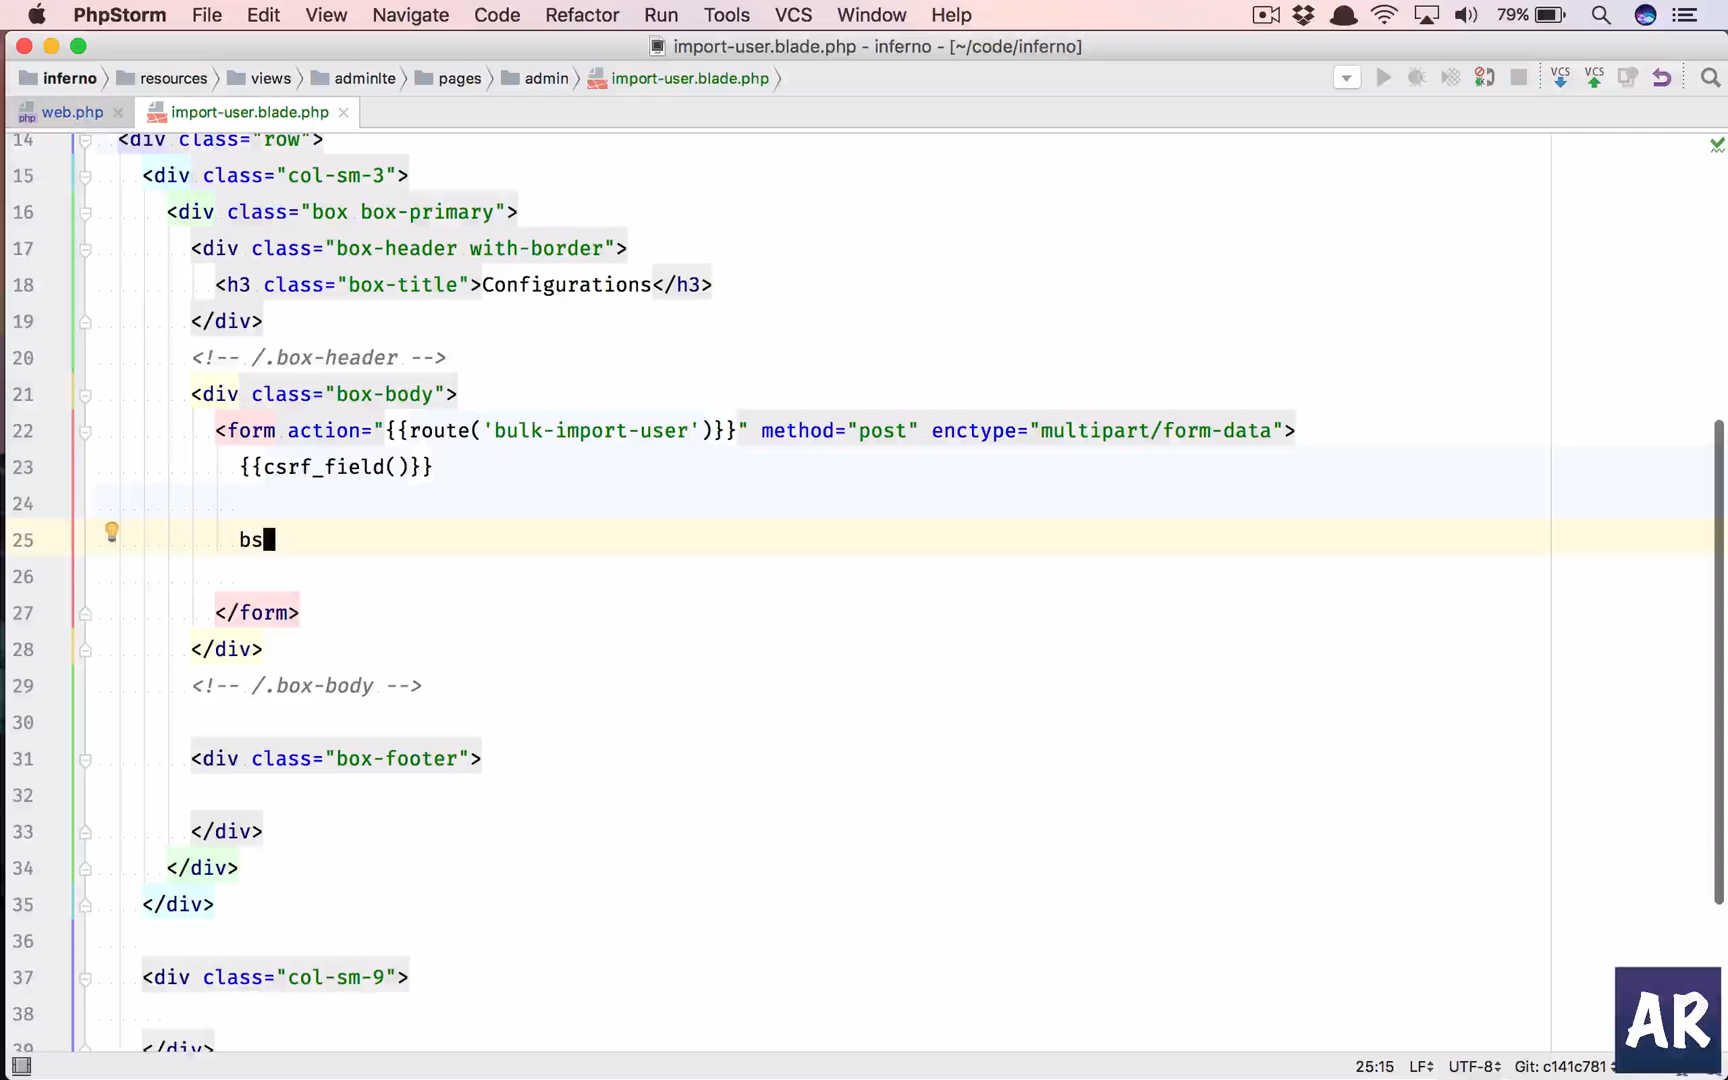 PhpStorm File Edit View Navigate Code Refactor Run Tools VCS Window Help 79%
import-user.blade.php - inferno - [~/code/inferno]
inferno resources views adminlte pages admin import-user.blade.php VCS VCS
php web.php import-user.blade.php
14 <div class="row">
15 <div class="col-sm-3">
16 <div class="box box-primary">
17 <div class="box-header with-border">
18 <h3 class="box-title">Configurations</h3>
19 </div>
20 <!-- /.box-header -->
21 <div class="box-body">
22 <form action="{{route('bulk-import-user')}}" method="post" enctype="multipart/form-data">
23 {{csrf_field()}}
24
25 bs
26
27 </form>
28 </div>
29 <!-- /.box-body -->
30
31 <div class="box-footer">
32
33 </div>
34 </div>
35 </div>
36
37 <div class="col-sm-9">
38
39 </div>
AR
25:15 LF UTF-8 Git: c141c781